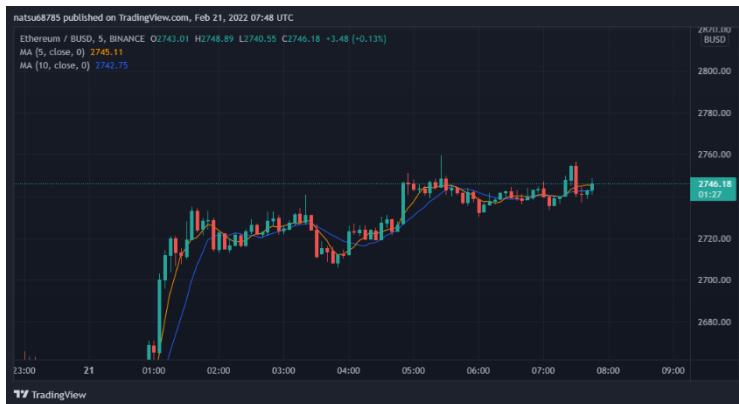 natsu68785 published on TradingView.com, Feb 21, 2022 07:48 UTC
Ethereum / BUSD, 5, BINANCE O2743.01 H2748.89 L2740.55 C2746.18 +3.48 (+0.13%)
MA (5, close, 0) 2745.11
MA (10, close, 0) 2742.75
2820.00
BUSD
2800.00
2780.00
2760.00
2746.18
01:27
2720.00
2700.00
2680.00
23:00 21 01:00 02:00 03:00 04:00 05:00 06:00 07:00 08:00 09:00
TradingView